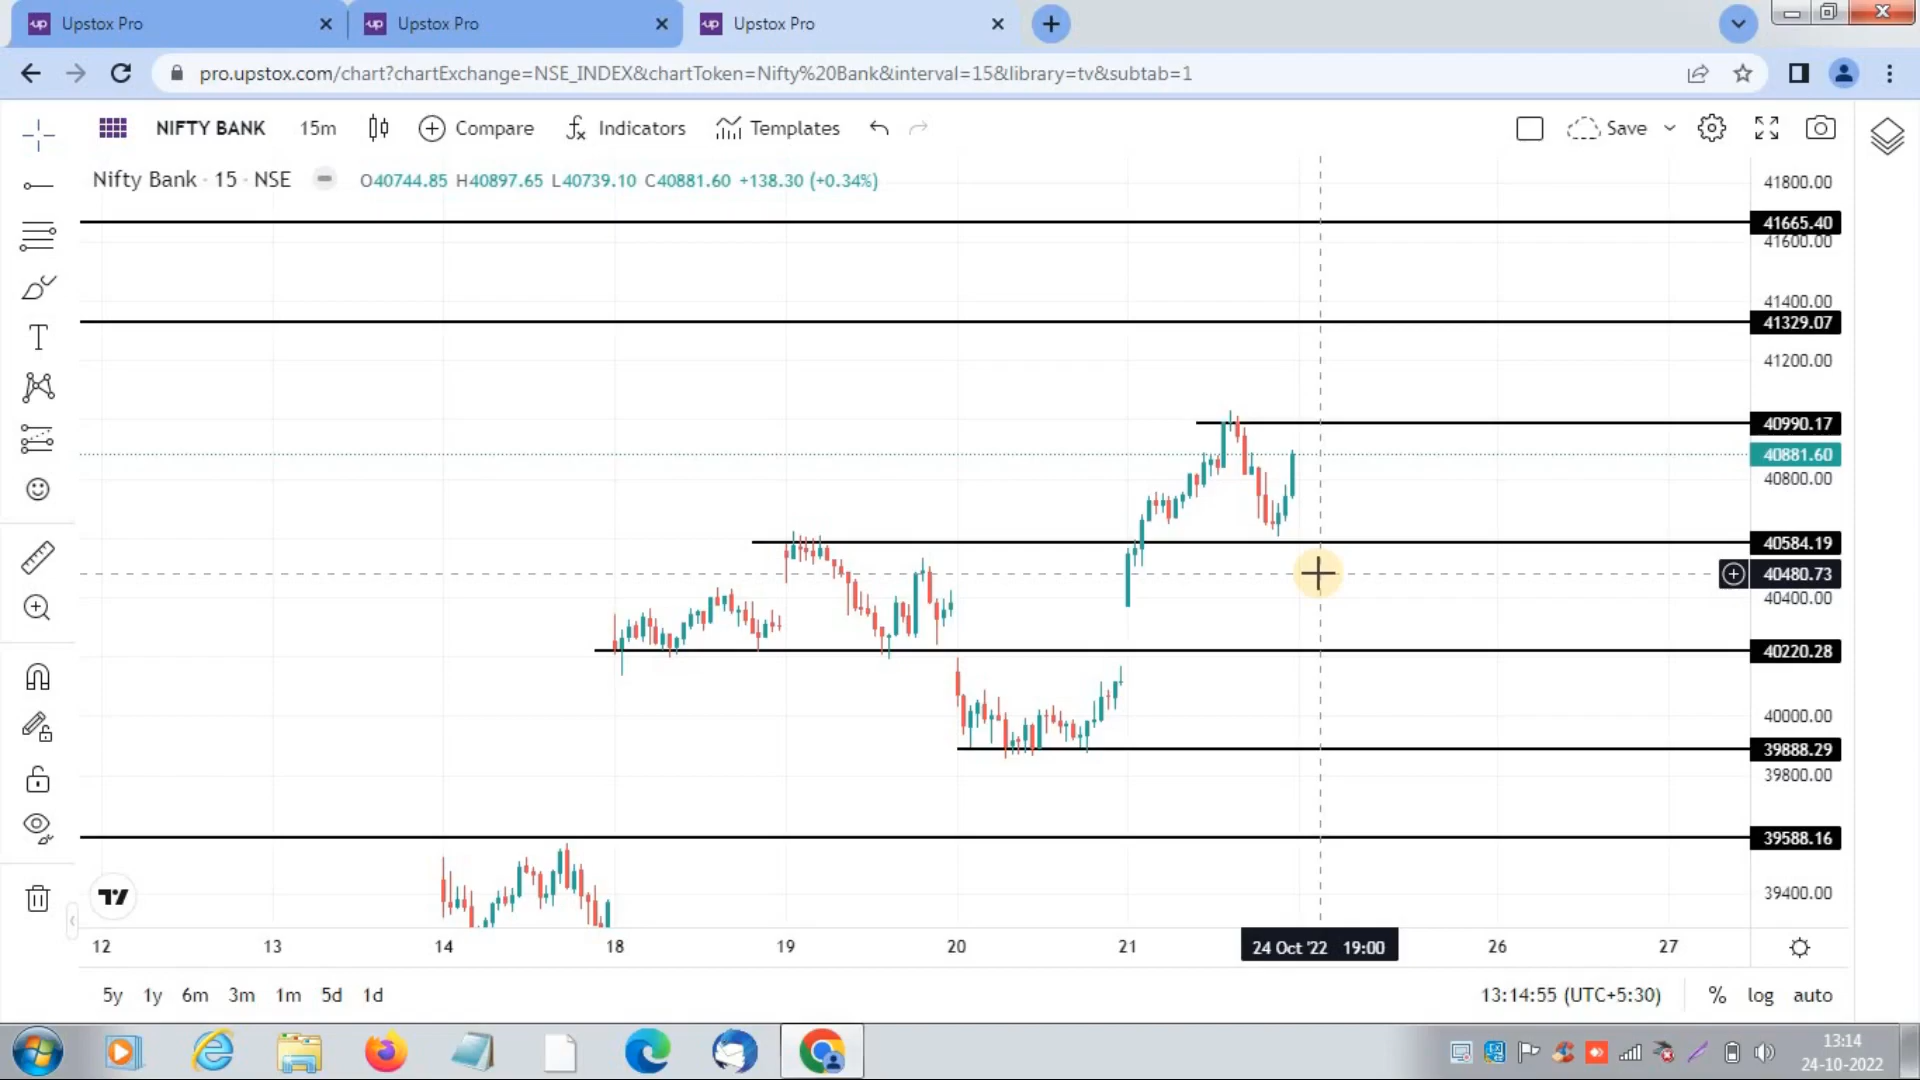 up Upstox Pro
up Upstox Pro
up Upstox Pro
pro.upstox.com/chart?chartExchange=NSE_INDEX&chartToken=Nifty%20Bank&interval=15&library=tv&subtab=1
NIFTY BANK 15m Compare Indicators Templates Save
Nifty Bank · 15 · NSE O40744.85 H40897.65 L40739.10 C40881.60 +138.30 (+0.34%)
41800.00
41665.40
41600.00
41400.00
41329.07
41200.00
40990.17
40881.60
40800.00
40584.19
40480.73
40400.00
40220.28
40000.00
39888.29
39800.00
39588.16
39400.00
12 13 14 18 19 20 21 24 Oct '22 19:00 26 27
5y 1y 6m 3m 1m 5d 1d 13:14:55 (UTC+5:30) % log auto
13:14
24-10-2022